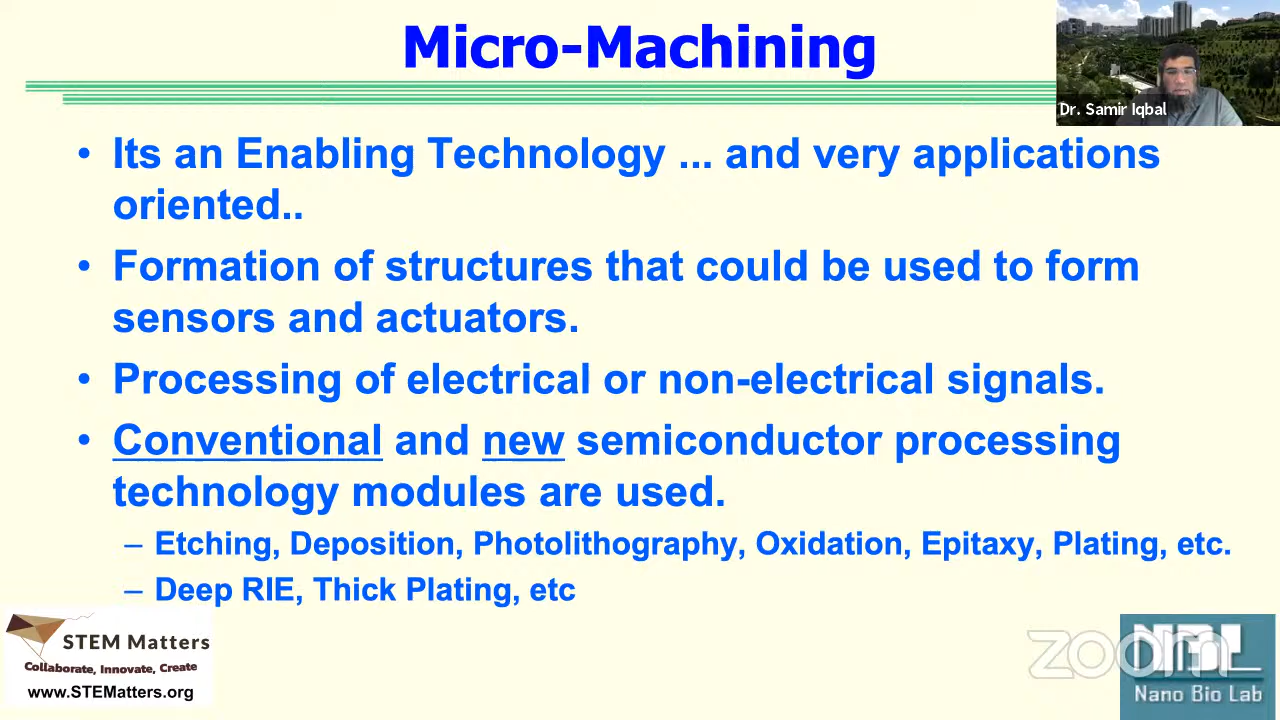 Micro-Machining
Dr. Samir Iqbal
• Its an Enabling Technology ... and very applications
oriented..
• Formation of structures that could be used to form
sensors and actuators.
• Processing of electrical or non-electrical signals.
• Conventional and new semiconductor processing
technology modules are used.
– Etching, Deposition, Photolithography, Oxidation, Epitaxy, Plating, etc.
– Deep RIE, Thick Plating, etc
STEM Matters
Collaborate, Innovate, Create
www.STEMatters.org
zoom
NBL
Nano Bio Lab